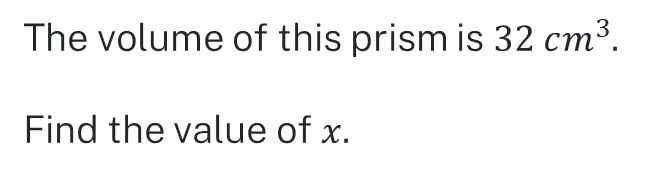 The volume of this prism is 32 cm³.
Find the value of x.